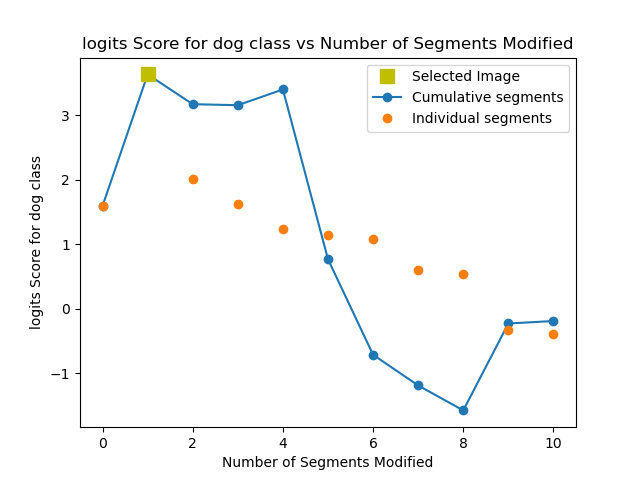 logits Score for dog class vs Number of Segments Modified
Selected Image
Cumulative segments
Individual segments
logits Score for dog class
3
2
1
0
−1
0 2 4 6 8 10
Number of Segments Modified